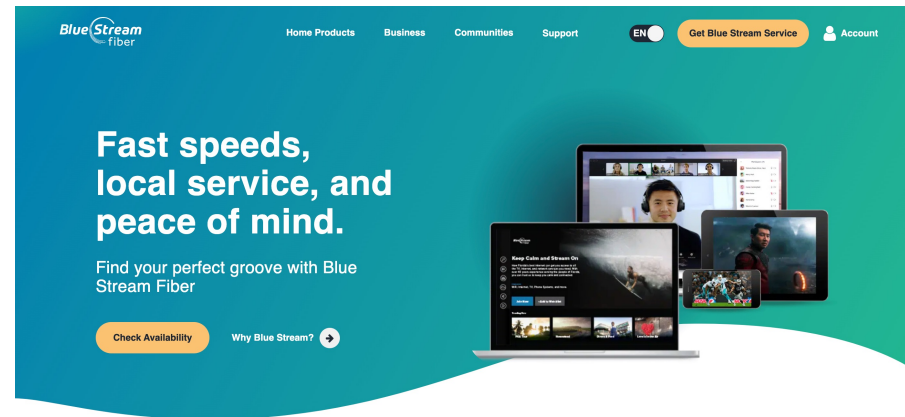 Blue Stream
fiber
Home Products
Business
Communities
Support
EN
Get Blue Stream Service
Account
Fast speeds,
local service, and
peace of mind.
Find your perfect groove with Blue
Stream Fiber
Check Availability
Why Blue Stream?
Keep Calm and Stream On